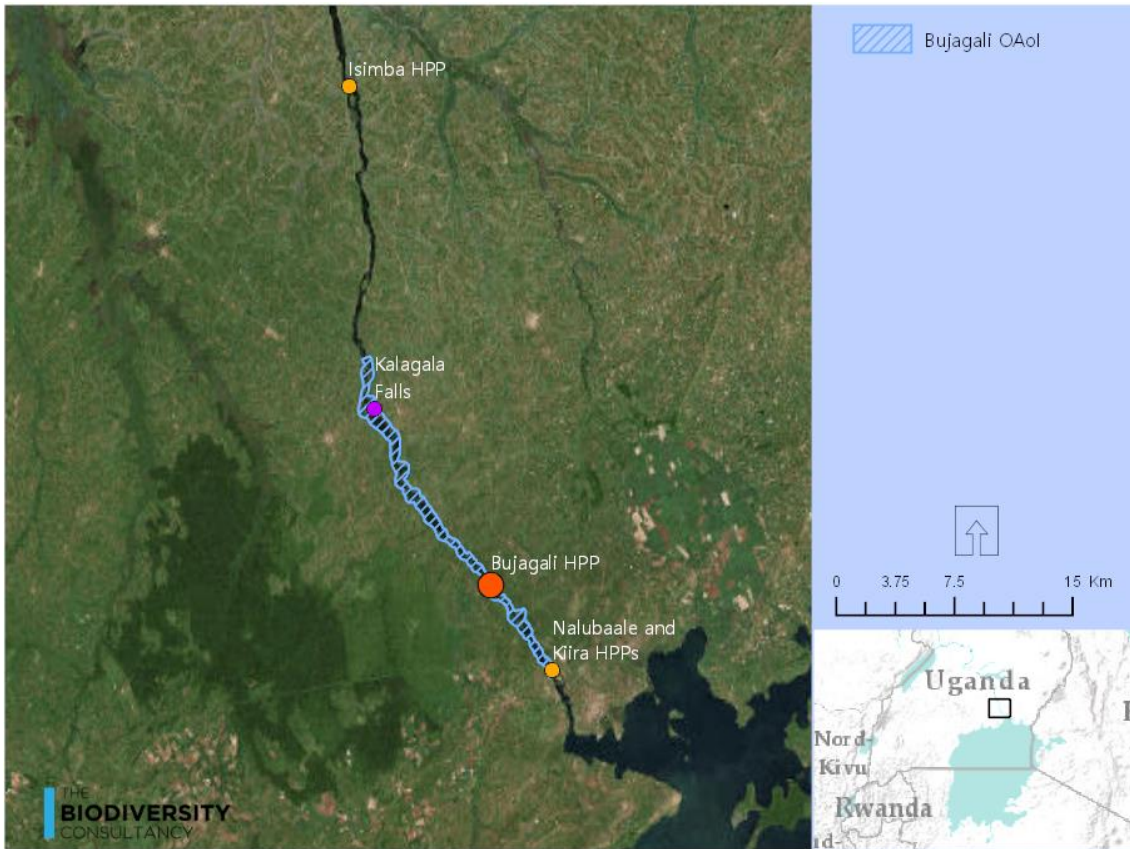 Isimba HPP
Kalagala
Falls
Bujagali HPP
Nalubaale and
Kiira HPPs
THE
BIODIVERSITY
CONSULTANCY
Bujagali OAoI
0 3.75 7.5 15 Km
Uganda
Nord-
Kivu
Rwanda